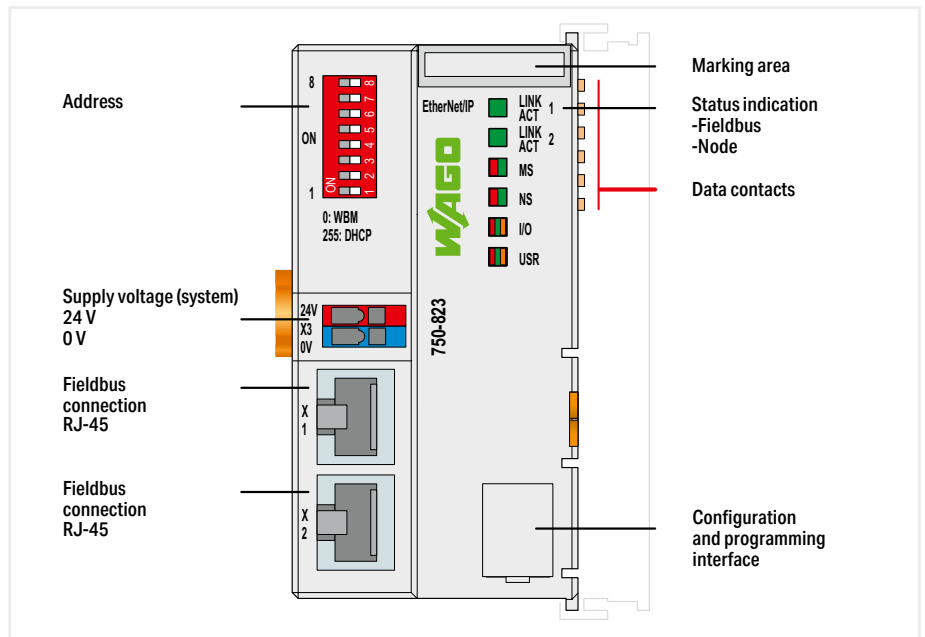 Address
Supply voltage (system)
24 V
0 V
Fieldbus
connection
RJ-45
Fieldbus
connection
RJ-45
8
ON
1
8
7
6
5
4
3
2
1
ON
0: WBM
255: DHCP
24V
X3
0V
X
1
X
2
EtherNet/IP
LINK
ACT 1
LINK
ACT 2
MS
NS
I/O
USR
WAGO
750-823
Marking area
Status indication
-Fieldbus
-Node
Data contacts
Configuration
and programming
interface